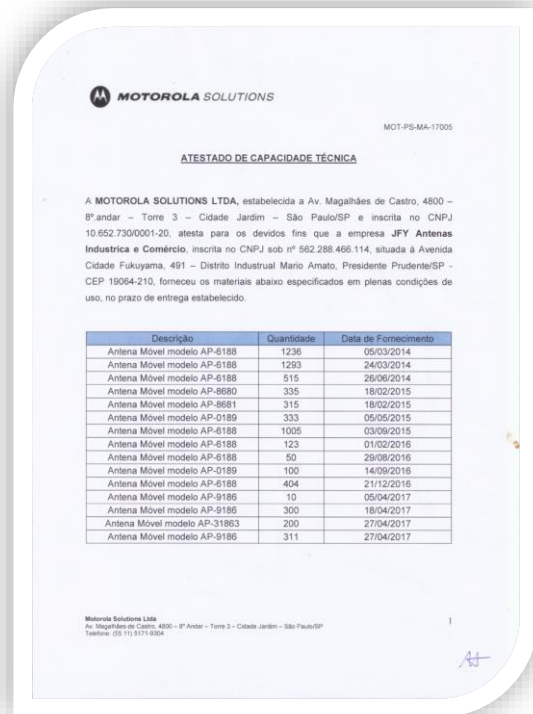 MOTOROLA SOLUTIONS
MOT-PS-MA-17005
ATESTADO DE CAPACIDADE TÉCNICA
A MOTOROLA SOLUTIONS LTDA, estabelecida a Av. Magalhães de Castro, 4800 –
8º.andar – Torre 3 – Cidade Jardim – São Paulo/SP e inscrita no CNPJ
10.652.730/0001-20, atesta para os devidos fins que a empresa JFY Antenas
Industrica e Comércio, inscrita no CNPJ sob nº 562.288.466.114, situada à Avenida
Cidade Fukuyama, 491 – Distrito Industrual Mario Amato, Presidente Prudente/SP -
CEP 19064-210, forneceu os materiais abaixo especificados em plenas condições de
uso, no prazo de entrega estabelecido.
Descrição Quantidade Data de Fornecimento
Antena Móvel modelo AP-6188 1236 05/03/2014
Antena Móvel modelo AP-6188 1293 24/03/2014
Antena Móvel modelo AP-6188 515 26/06/2014
Antena Móvel modelo AP-8680 335 18/02/2015
Antena Móvel modelo AP-8681 315 18/02/2015
Antena Móvel modelo AP-0189 333 05/05/2015
Antena Móvel modelo AP-6188 1005 03/09/2015
Antena Móvel modelo AP-6188 123 01/02/2016
Antena Móvel modelo AP-6188 50 29/08/2016
Antena Móvel modelo AP-0189 100 14/09/2016
Antena Móvel modelo AP-6188 404 21/12/2016
Antena Móvel modelo AP-9186 10 05/04/2017
Antena Móvel modelo AP-9186 300 18/04/2017
Antena Móvel modelo AP-31863 200 27/04/2017
Antena Móvel modelo AP-9186 311 27/04/2017
Motorola Solutions Ltda
Av. Magalhães de Castro, 4800 – 8º Andar – Torre 3 – Cidade Jardim – São Paulo/SP
Telefone: (55 11) 5171-9304
1